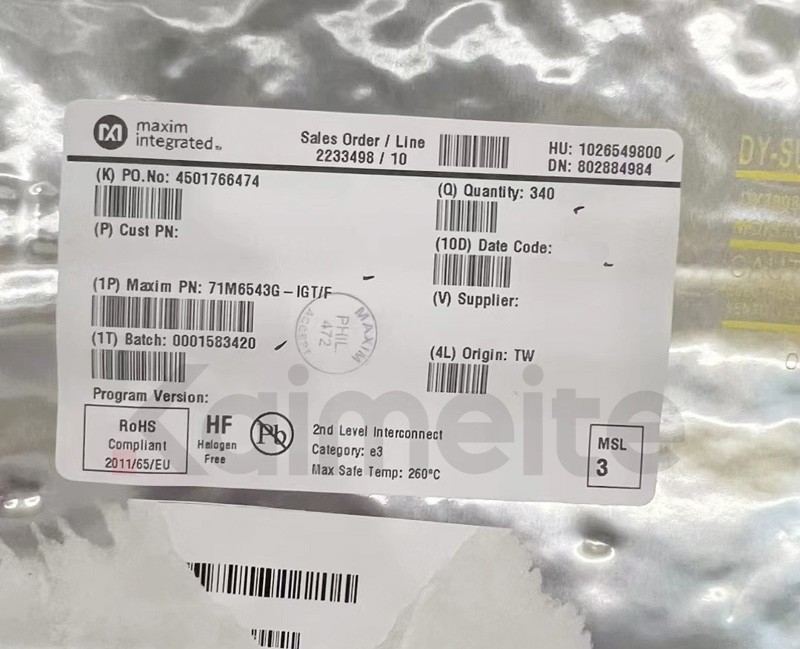 maxim
integrated™
Sales Order / Line
2233498 / 10
HU: 1026549800
DN: 802884984
(K) PO.No: 4501766474
(Q) Quantity: 340
(P) Cust PN:
(10D) Date Code:
(1P) Maxim PN: 71M6543G-IGT/F
(V) Supplier:
(1T) Batch: 0001583420
MAXIM
PHIL
472
ACCEPT
(4L) Origin: TW
Program Version:
RoHS
Compliant
2011/65/EU
HF
Halogen
Free
Pb
2nd Level Interconnect
Category: e3
Max Safe Temp: 260°C
MSL
3
Kaimeite
DY-SU